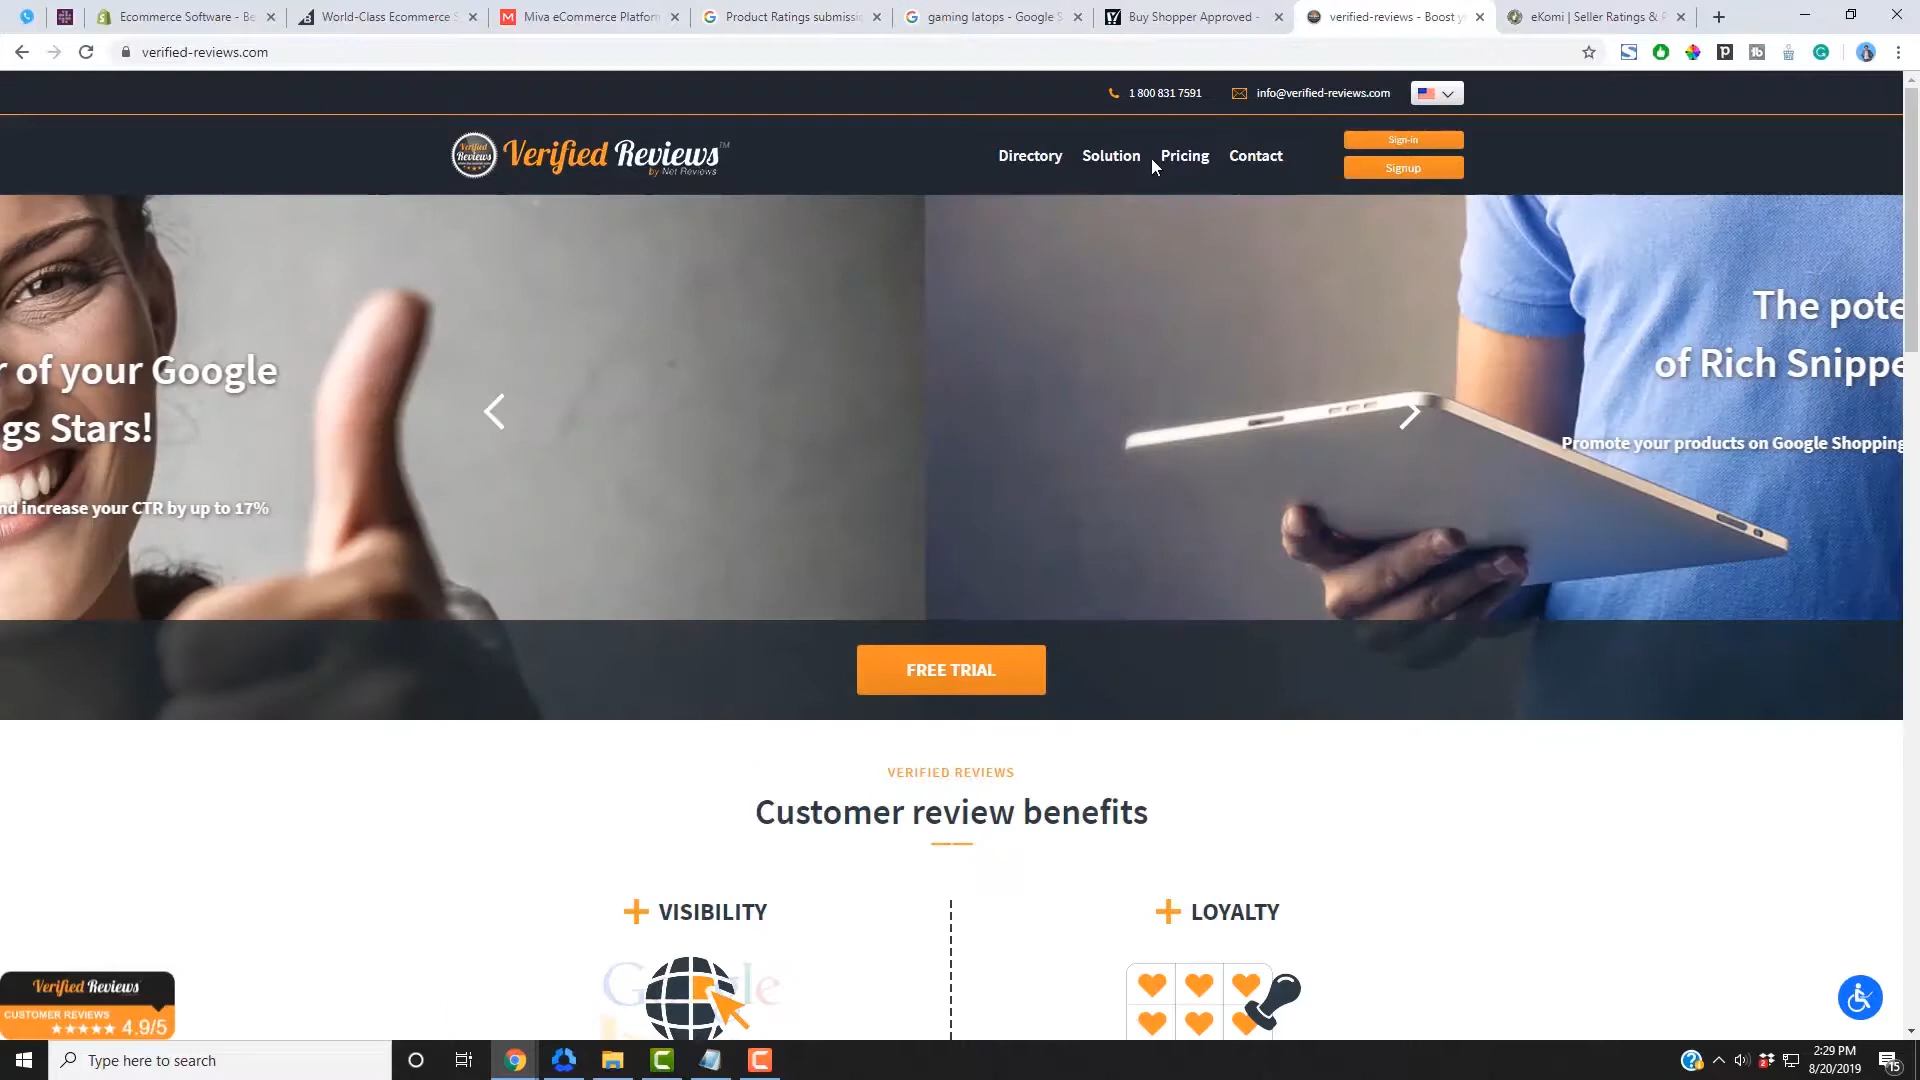 Ecommerce Software - Be
World-Class Ecommerce S
Miva eCommerce Platform
Product Ratings submissi
gaming latops - Google S
Buy Shopper Approved -
verified-reviews - Boost y
eKomi | Seller Ratings & P
verified-reviews.com
1 800 831 7591
info@verified-reviews.com
Verified Reviews
Verified Reviews™
by Net Reviews
Directory
Solution
Pricing
Contact
Sign-in
Signup
r of your Google
gs Stars!
nd increase your CTR by up to 17%
The pote
of Rich Snippe
Promote your products on Google Shopping
FREE TRIAL
VERIFIED REVIEWS
Customer review benefits
VISIBILITY
LOYALTY
Google
Verified Reviews
CUSTOMER REVIEWS
4.9/5
Type here to search
2:29 PM
8/20/2019
15